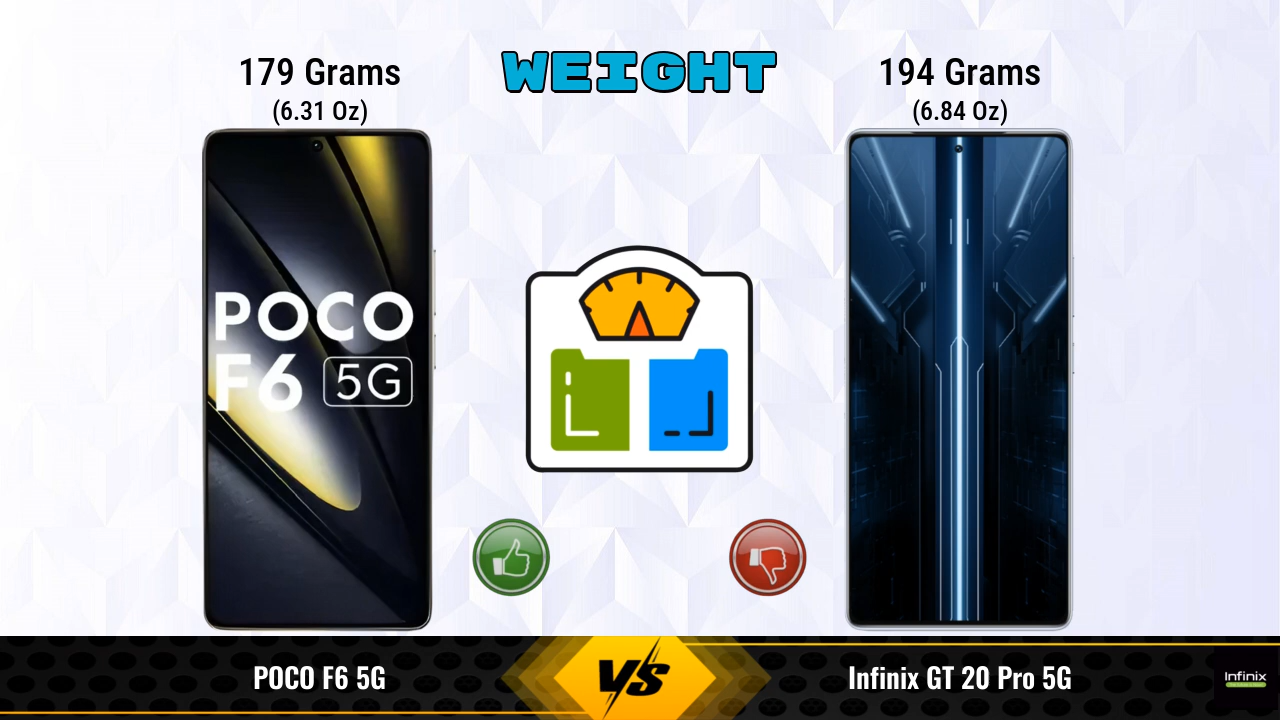 WEIGHT
179 Grams
(6.31 Oz)
194 Grams
(6.84 Oz)
POCO
F6 5G
POCO F6 5G
VS
Infinix GT 20 Pro 5G
Infinix